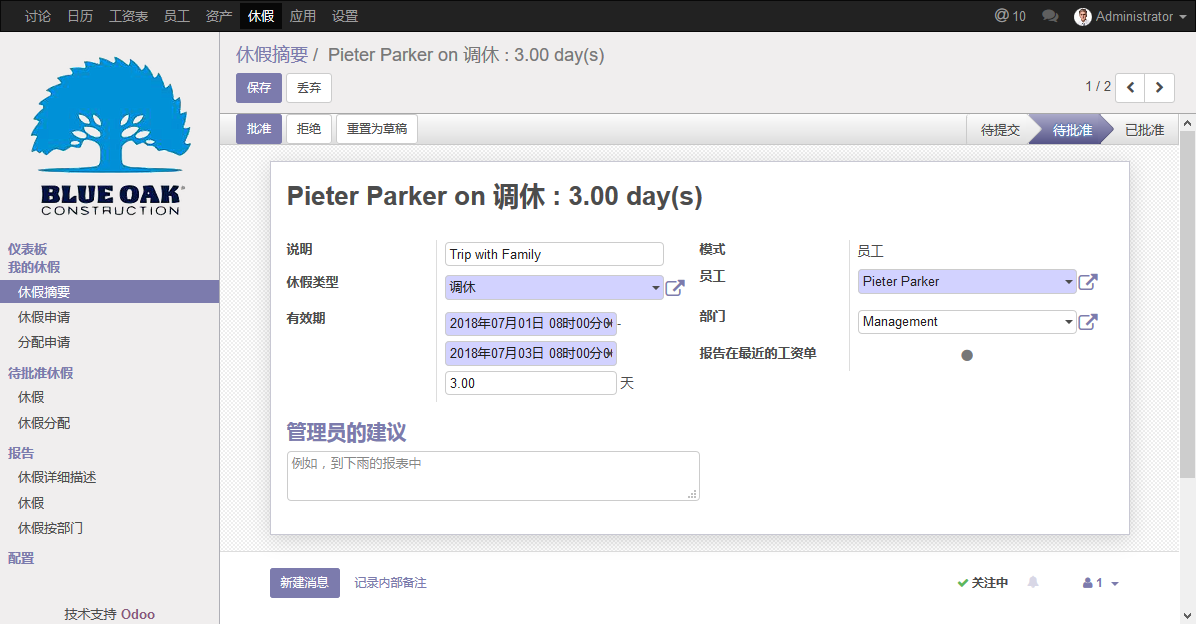 讨论 日历 工资表 员工 资产 休假 应用 设置 @ 10 Administrator
休假摘要 / Pieter Parker on 调休 : 3.00 day(s)
保存 丢弃 1 / 2
批准 拒绝 重置为草稿 待提交 待批准 已批准
BLUE OAK
CONSTRUCTION
仪表板
我的休假
休假摘要
休假申请
分配申请
待批准休假
休假
休假分配
报告
休假详细描述
休假
休假按部门
配置
技术支持 Odoo
Pieter Parker on 调休 : 3.00 day(s)
说明 Trip with Family
休假类型 调休
有效期 2018年07月01日 08时00分 -
2018年07月03日 08时00分
3.00 天
模式 员工
员工 Pieter Parker
部门 Management
报告在最近的工资单
管理员的建议
例如，到下雨的报表中
新建消息 记录内部备注 关注中 1